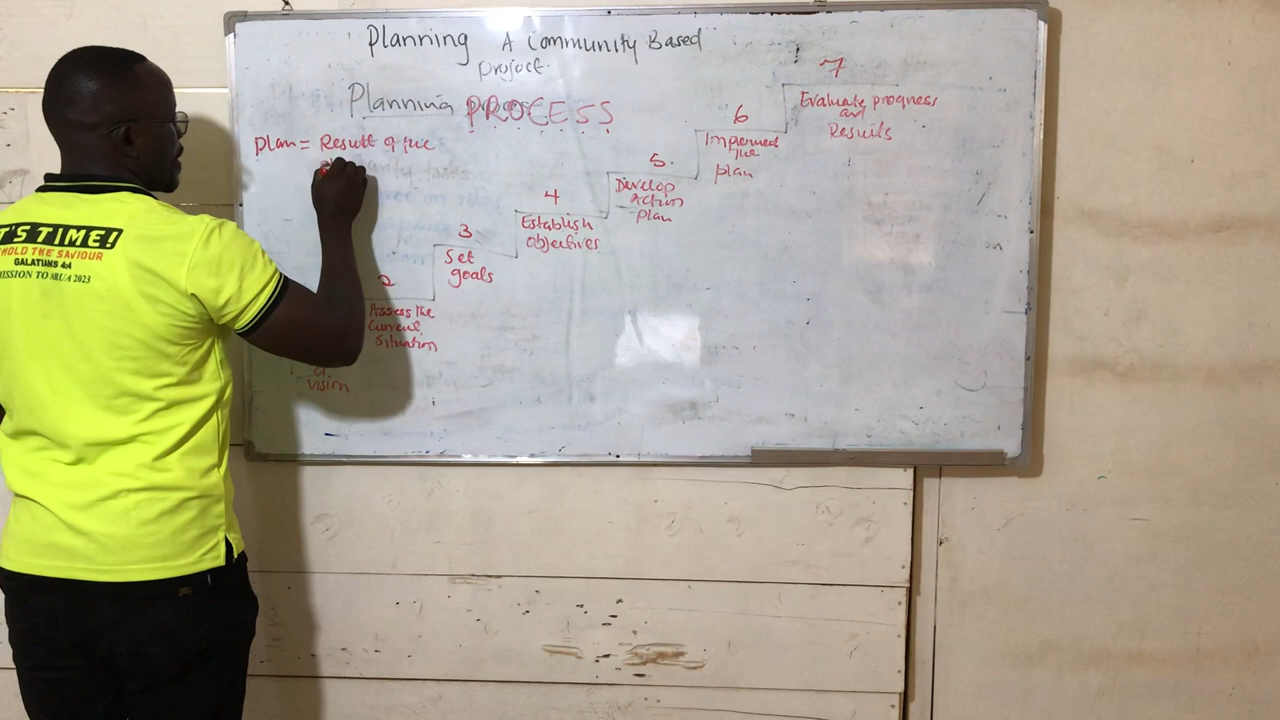 Planning A Community Based
project.
Planning PROCESS
Plan = Result of the
7
Evaluate progress
and
Results
6
Implement
the
plan
5.
Develop
Action
plan
4
Establish
objectives
3
Set
goals
2
Assess the
Current
Situation
a
vision
T'S TIME!
HOLD THE SAVIOUR
GALATIANS 4:4
MISSION TO ARUA 2023